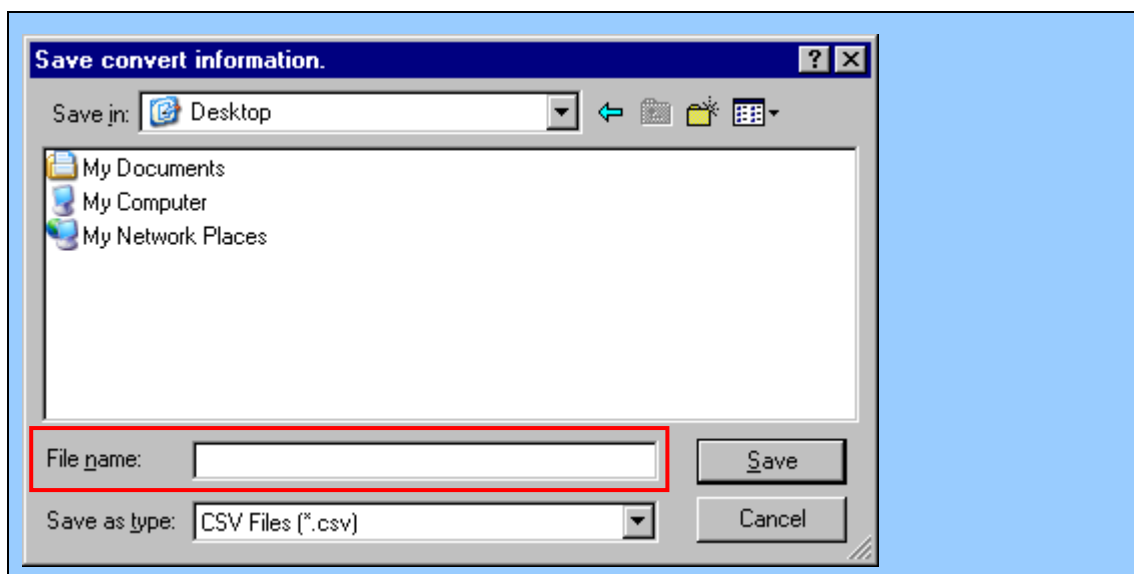 Save convert information.
Save in: Desktop
My Documents
My Computer
My Network Places
File name:
Save
Save as type: CSV Files (*.csv)
Cancel